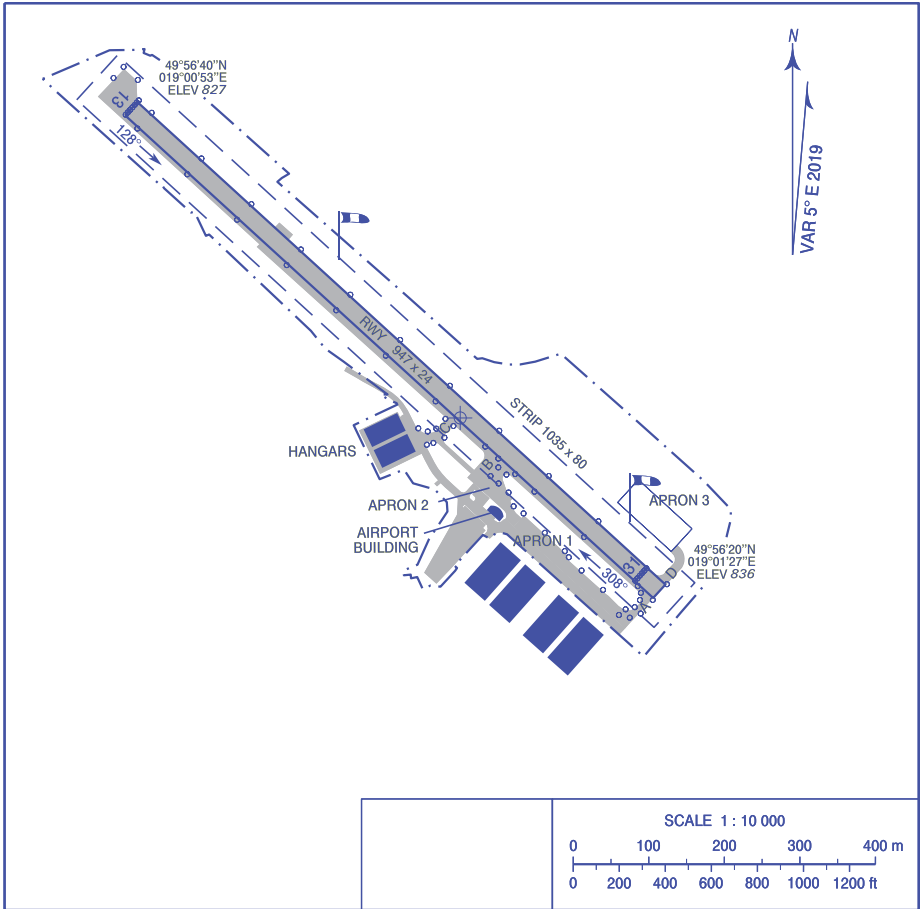 N
VAR 5° E 2019
49°56'40"N
019°00'53"E
ELEV 827
13
128°
RWY 947 x 24
STRIP 1035 x 80
C
HANGARS
B
APRON 2
APRON 3
AIRPORT
BUILDING
APRON 1
49°56'20"N
019°01'27"E
ELEV 836
31
308°
D
A
SCALE 1 : 10 000
0 100 200 300 400 m
0 200 400 600 800 1000 1200 ft